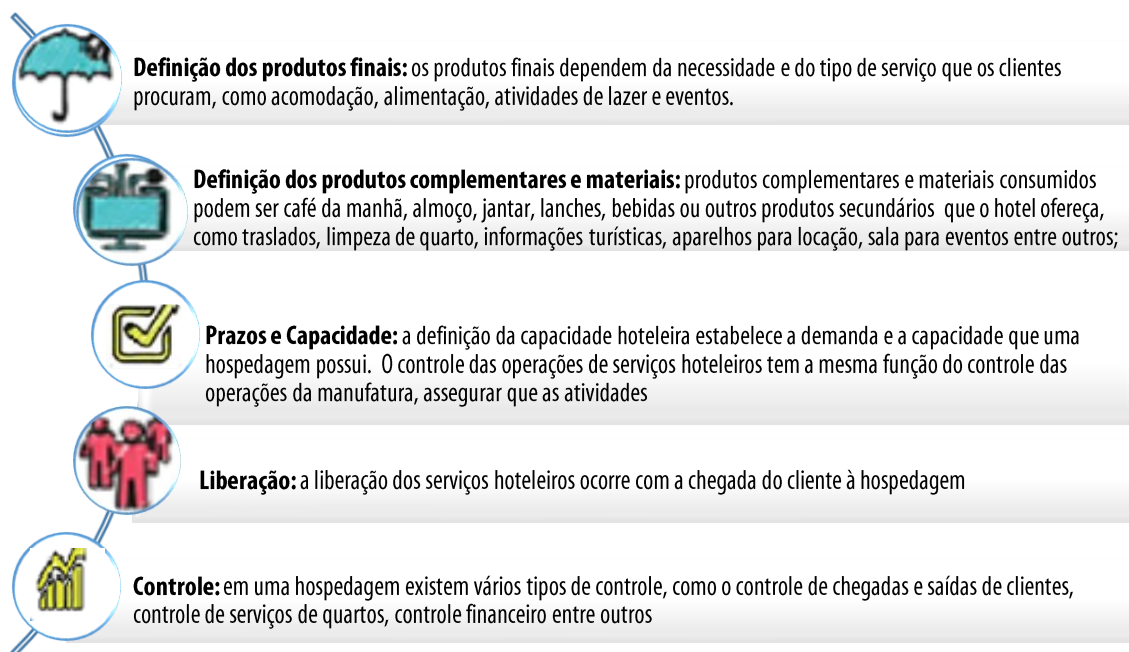 Definição dos produtos finais: os produtos finais dependem da necessidade e do tipo de serviço que os clientes
procuram, como acomodação, alimentação, atividades de lazer e eventos.
Definição dos produtos complementares e materiais: produtos complementares e materiais consumidos
podem ser café da manhã, almoço, jantar, lanches, bebidas ou outros produtos secundários que o hotel ofereça,
como traslados, limpeza de quarto, informações turísticas, aparelhos para locação, sala para eventos entre outros;
Prazos e Capacidade: a definição da capacidade hoteleira estabelece a demanda e a capacidade que uma
hospedagem possui. O controle das operações de serviços hoteleiros tem a mesma função do controle das
operações da manufatura, assegurar que as atividades
Liberação: a liberação dos serviços hoteleiros ocorre com a chegada do cliente à hospedagem
Controle: em uma hospedagem existem vários tipos de controle, como o controle de chegadas e saídas de clientes,
controle de serviços de quartos, controle financeiro entre outros